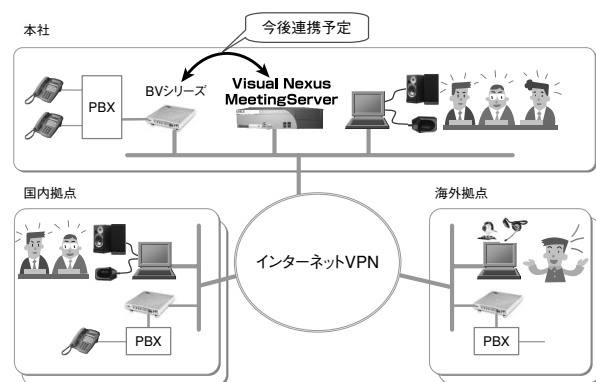 今後連携予定
本社
BVシリーズ
Visual Nexus
MeetingServer
PBX
国内拠点
海外拠点
インターネットVPN
PBX
PBX